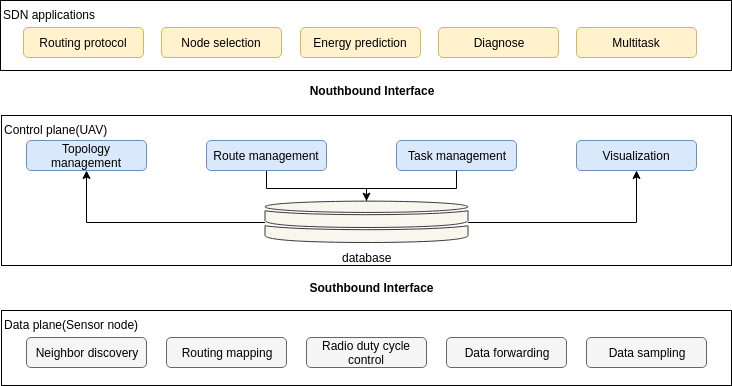 SDN applications
Routing protocol
Node selection
Energy prediction
Diagnose
Multitask
Nouthbound Interface
Control plane(UAV)
Topology
management
Route management
Task management
Visualization
database
Southbound Interface
Data plane(Sensor node)
Neighbor discovery
Routing mapping
Radio duty cycle
control
Data forwarding
Data sampling